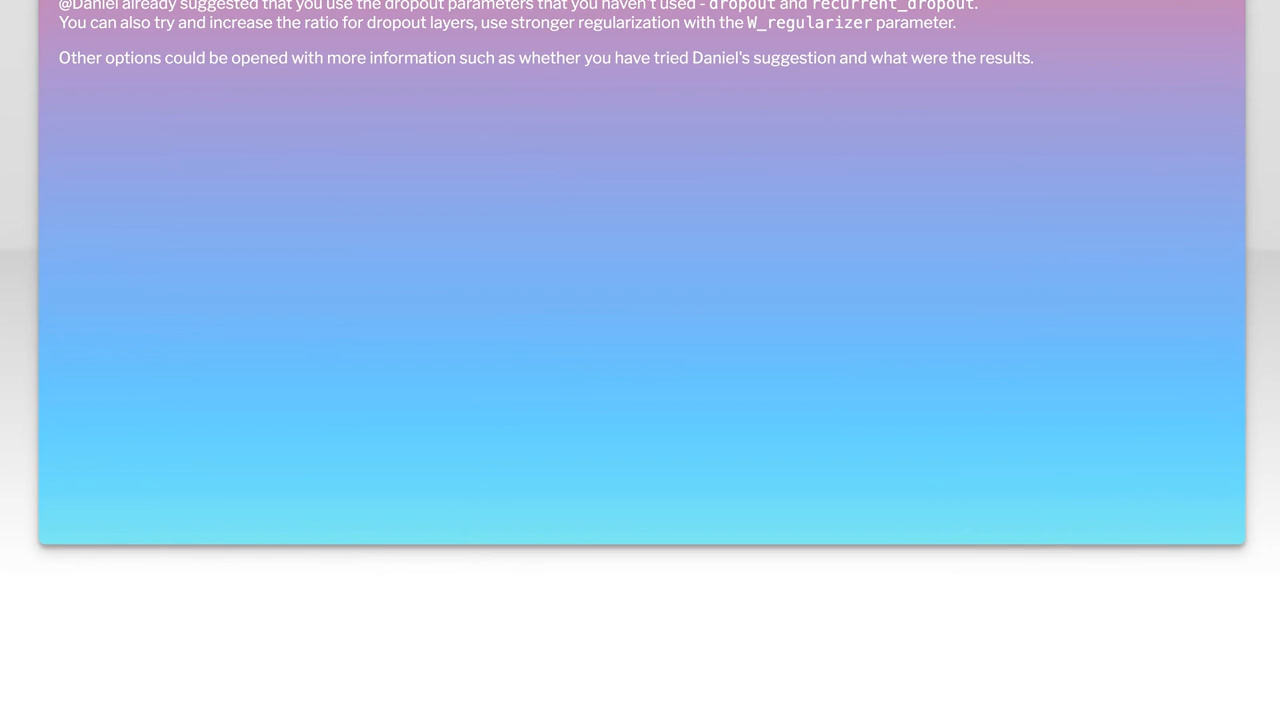 @Daniel already suggested that you use the dropout parameters that you haven't used - dropout and recurrent_dropout.
You can also try and increase the ratio for dropout layers, use stronger regularization with the W_regularizer parameter.
Other options could be opened with more information such as whether you have tried Daniel's suggestion and what were the results.